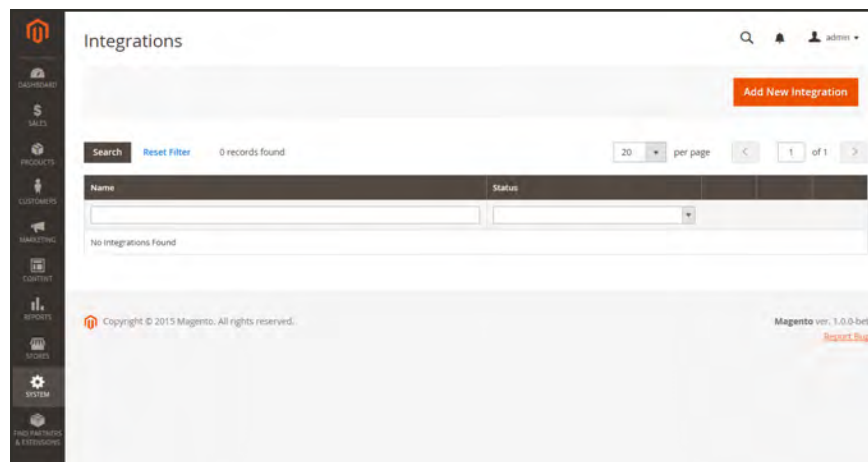 Integrations
admin
DASHBOARD
Add New Integration
SALES
PRODUCTS
Search Reset Filter 0 records found 20 per page 1 of 1
CUSTOMERS
Name Status
MARKETING
No Integrations Found
CONTENT
REPORTS
Copyright © 2015 Magento. All rights reserved.
Magento ver. 1.0.0-bet
Report Bug
STORES
SYSTEM
FIND PARTNERS
& EXTENSIONS